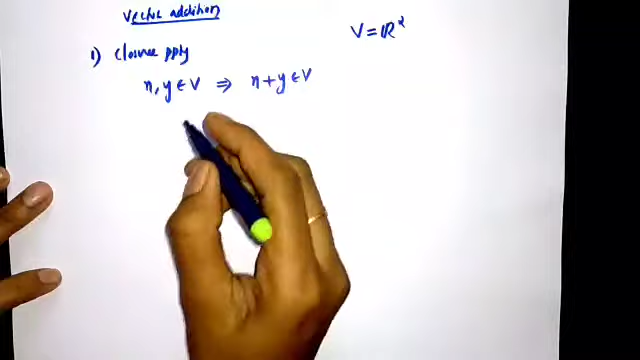 Vector addition
V = ℝ²
1) Closure ppty
x, y ∈ V ⇒ x + y ∈ V